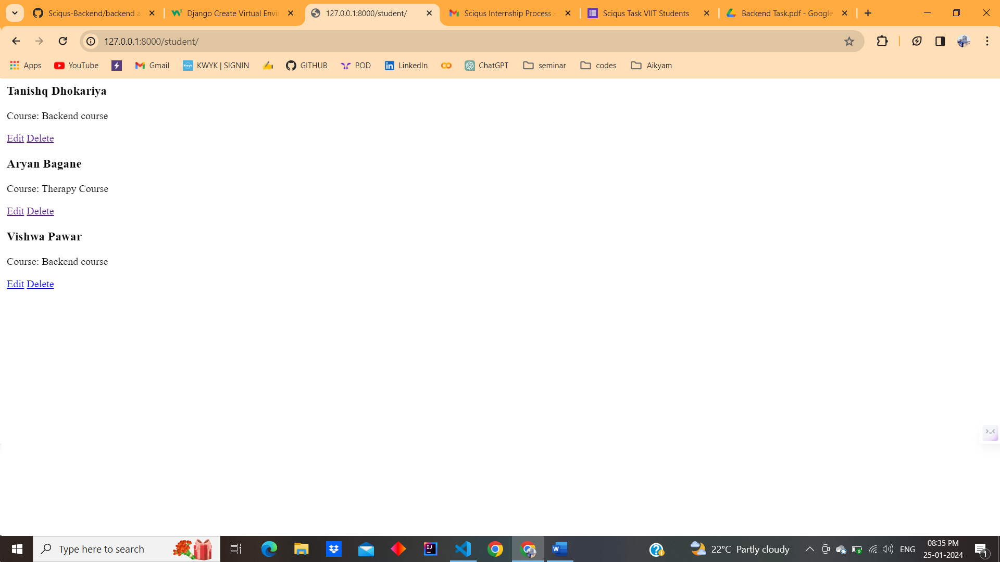 Sciqus-Backend/backend a
Django Create Virtual Envir
127.0.0.1:8000/student/
Sciqus Internship Process -
Sciqus Task VIIT Students
Backend Task.pdf - Google
127.0.0.1:8000/student/
Apps YouTube Gmail KWYK | SIGNIN GITHUB POD LinkedIn ChatGPT seminar codes Aikyam
Tanishq Dhokariya
Course: Backend course
Edit Delete
Aryan Bagane
Course: Therapy Course
Edit Delete
Vishwa Pawar
Course: Backend course
Edit Delete
Type here to search
22°C Partly cloudy
ENG
08:35 PM
25-01-2024
1